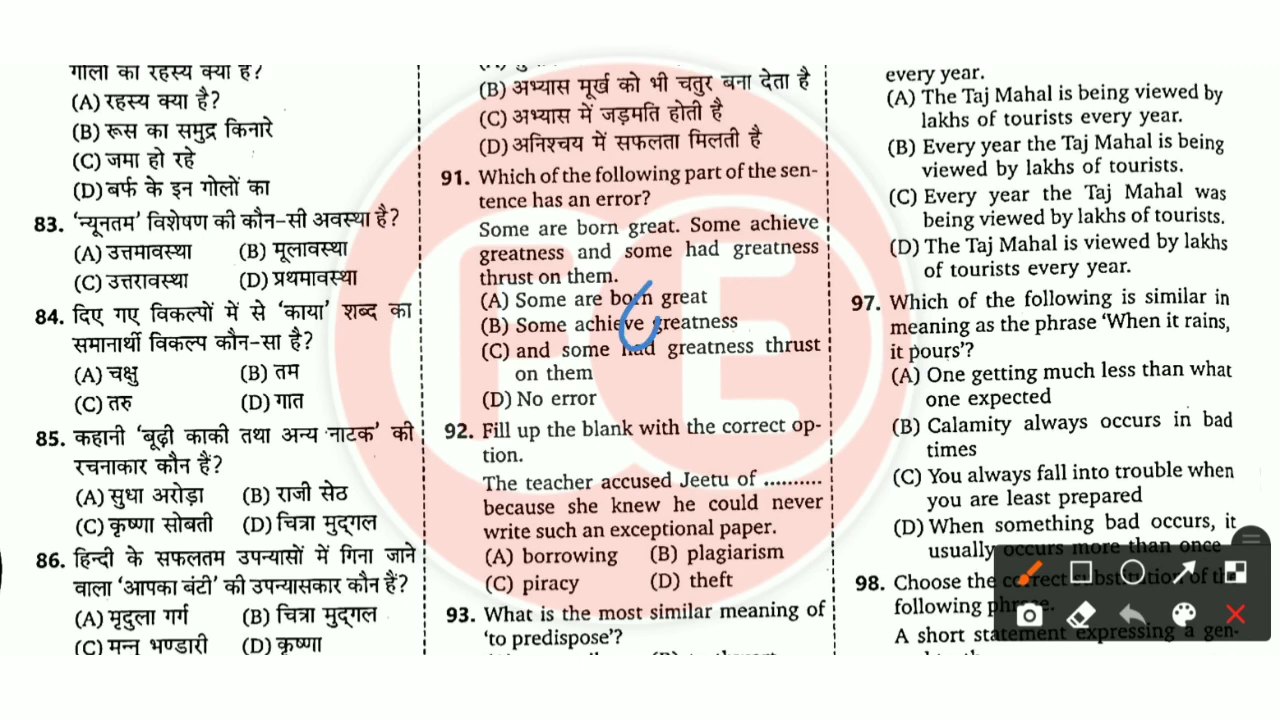 गोलों का रहस्य क्या है?
(A) रहस्य क्या है?
(B) रूस का समुद्र किनारे
(C) जमा हो रहे
(D) बर्फ के इन गोलों का
83. ‘न्यूनतम’ विशेषण की कौन-सी अवस्था है?
(A) उत्तमावस्था (B) मूलावस्था
(C) उत्तरावस्था (D) प्रथमावस्था
84. दिए गए विकल्पों में से ‘काया’ शब्द का
समानार्थी विकल्प कौन-सा है?
(A) चक्षु (B) तम
(C) तरु (D) गात
85. कहानी ‘बूढ़ी काकी तथा अन्य नाटक’ की
रचनाकार कौन हैं?
(A) सुधा अरोड़ा (B) राजी सेठ
(C) कृष्णा सोबती (D) चित्रा मुद्गल
86. हिन्दी के सफलतम उपन्यासों में गिना जाने
वाला ‘आपका बंटी’ की उपन्यासकार कौन हैं?
(A) मृदुला गर्ग (B) चित्रा मुद्गल
(C) मन्नू भण्डारी (D) कृष्णा
(B) अभ्यास मूर्ख को भी चतुर बना देता है
(C) अभ्यास में जड़मति होती है
(D) अनिश्चय में सफलता मिलती है
91. Which of the following part of the sen-
tence has an error?
Some are born great. Some achieve
greatness and some had greatness
thrust on them.
(A) Some are born great
(B) Some achieve greatness
(C) and some had greatness thrust
on them
(D) No error
92. Fill up the blank with the correct op-
tion.
The teacher accused Jeetu of ..........
because she knew he could never
write such an exceptional paper.
(A) borrowing (B) plagiarism
(C) piracy (D) theft
93. What is the most similar meaning of
‘to predispose’?
every year.
(A) The Taj Mahal is being viewed by
lakhs of tourists every year.
(B) Every year the Taj Mahal is being
viewed by lakhs of tourists.
(C) Every year the Taj Mahal was
being viewed by lakhs of tourists.
(D) The Taj Mahal is viewed by lakhs
of tourists every year.
97. Which of the following is similar in
meaning as the phrase ‘When it rains,
it pours’?
(A) One getting much less than what
one expected
(B) Calamity always occurs in bad
times
(C) You always fall into trouble when
you are least prepared
(D) When something bad occurs, it
usually occurs more than once
98. Choose the correct substitution of the
following phrase.
A short statement expressing a gen-